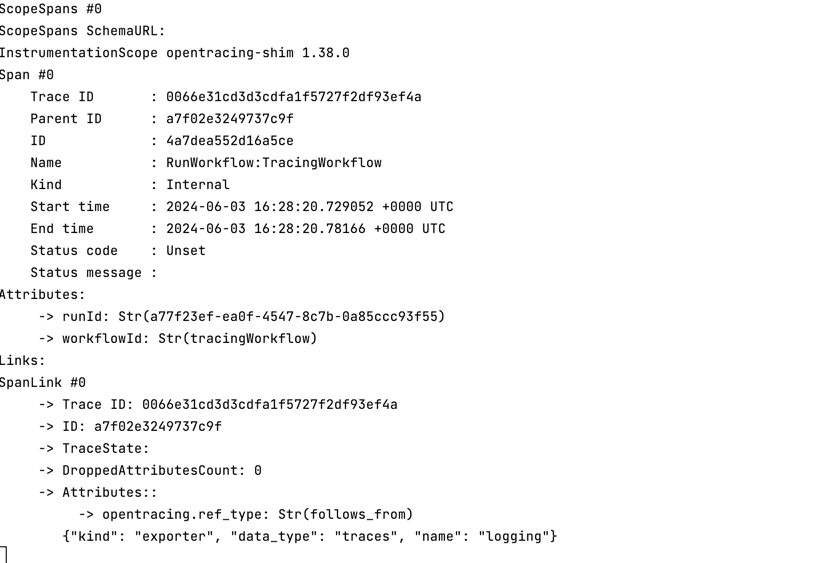 ScopeSpans #0
ScopeSpans SchemaURL:
InstrumentationScope opentracing-shim 1.38.0
Span #0
    Trace ID       : 0066e31cd3d3cdfa1f5727f2df93ef4a
    Parent ID      : a7f02e3249737c9f
    ID             : 4a7dea552d16a5ce
    Name           : RunWorkflow:TracingWorkflow
    Kind           : Internal
    Start time     : 2024-06-03 16:28:20.729052 +0000 UTC
    End time       : 2024-06-03 16:28:20.78166 +0000 UTC
    Status code    : Unset
    Status message :
Attributes:
     -> runId: Str(a77f23ef-ea0f-4547-8c7b-0a85ccc93f55)
     -> workflowId: Str(tracingWorkflow)
Links:
SpanLink #0
     -> Trace ID: 0066e31cd3d3cdfa1f5727f2df93ef4a
     -> ID: a7f02e3249737c9f
     -> TraceState:
     -> DroppedAttributesCount: 0
     -> Attributes::
          -> opentracing.ref_type: Str(follows_from)
        {"kind": "exporter", "data_type": "traces", "name": "logging"}